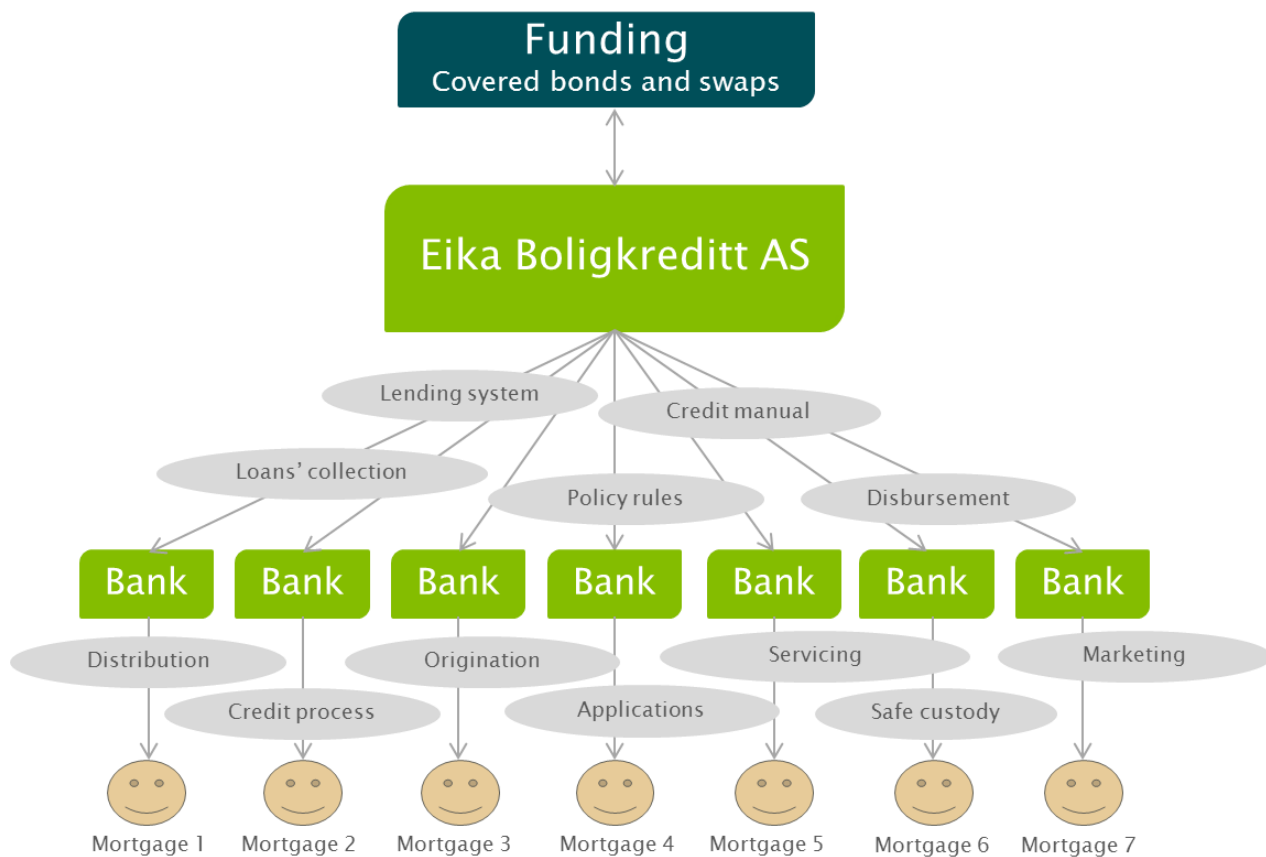 Funding
Covered bonds and swaps
Eika Boligkreditt AS
Lending system
Credit manual
Loans’ collection
Policy rules
Disbursement
Bank
Bank
Bank
Bank
Bank
Bank
Bank
Distribution
Origination
Servicing
Marketing
Credit process
Applications
Safe custody
Mortgage 1
Mortgage 2
Mortgage 3
Mortgage 4
Mortgage 5
Mortgage 6
Mortgage 7